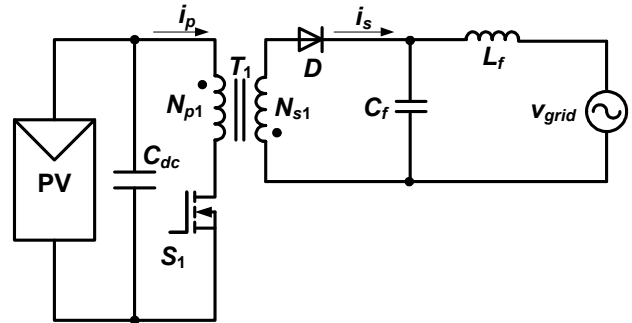 i_p
i_s
T_1
D
L_f
N_p1
N_s1
C_f
v_grid
C_dc
PV
S_1